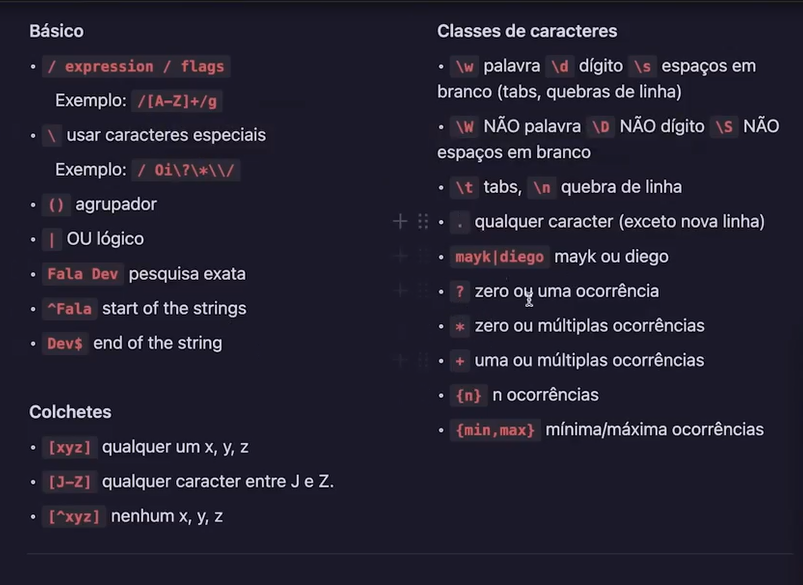 Básico
• / expression / flags
Exemplo: /[A-Z]+/g
• \ usar caracteres especiais
Exemplo: / Oi\?\*\\/
• () agrupador
• | OU lógico
• Fala Dev pesquisa exata
• ^Fala start of the strings
• Dev$ end of the string
Colchetes
• [xyz] qualquer um x, y, z
• [J-Z] qualquer caracter entre J e Z.
• [^xyz] nenhum x, y, z
Classes de caracteres
• \w palavra \d dígito \s espaços em
branco (tabs, quebras de linha)
• \W NÃO palavra \D NÃO dígito \S NÃO
espaços em branco
• \t tabs, \n quebra de linha
• . qualquer caracter (exceto nova linha)
• mayk|diego mayk ou diego
• ? zero ou uma ocorrência
• * zero ou múltiplas ocorrências
• + uma ou múltiplas ocorrências
• {n} n ocorrências
• {min,max} mínima/máxima ocorrências